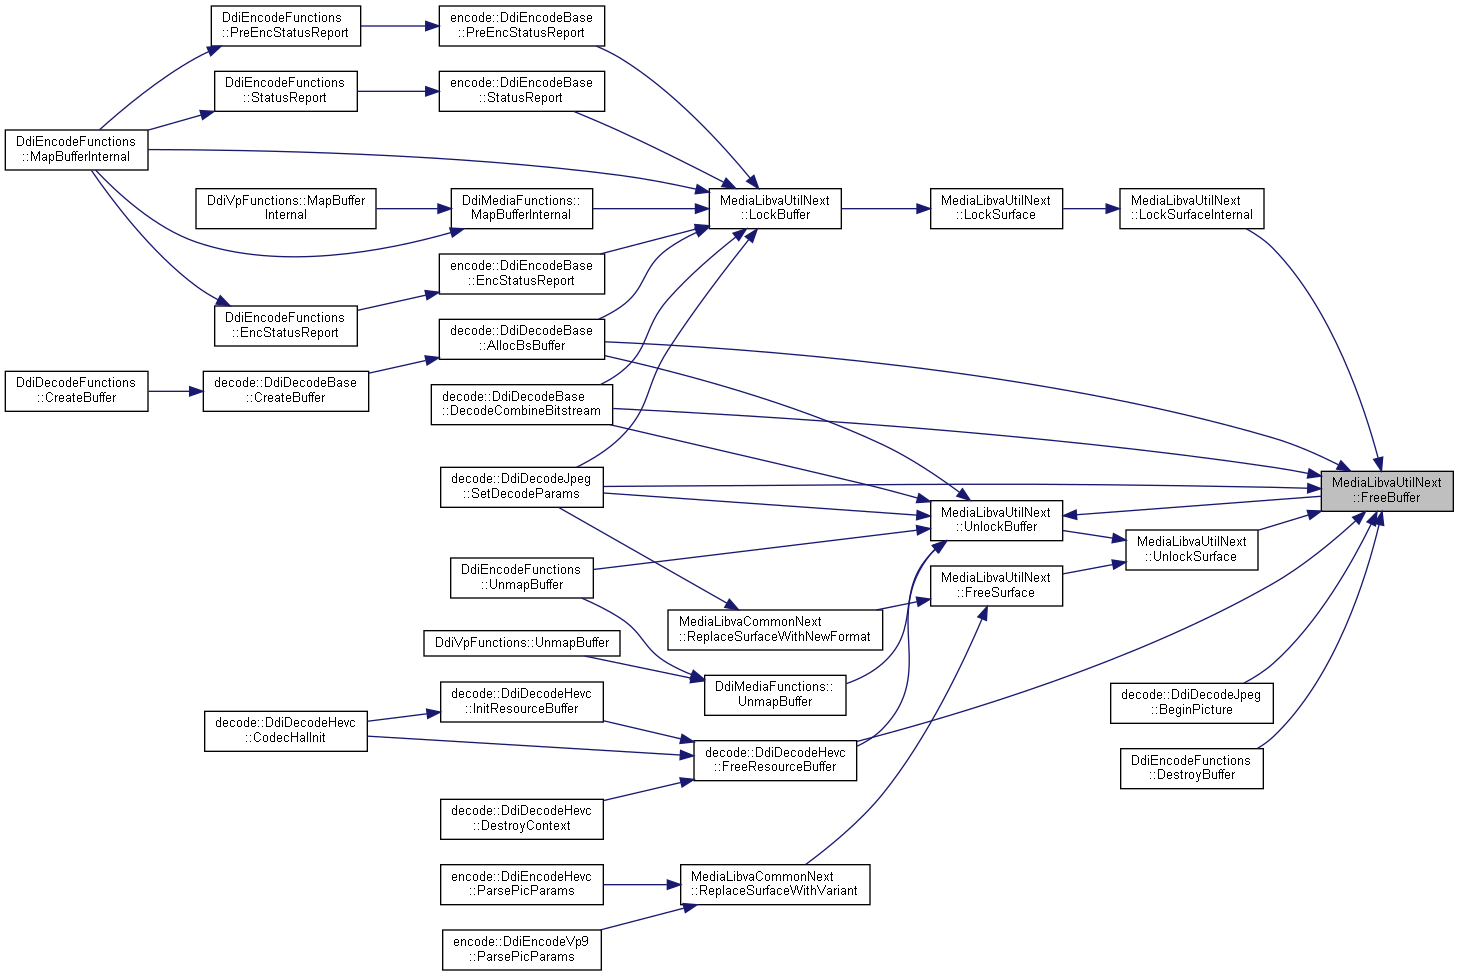 DdiEncodeFunctions
::PreEncStatusReport
encode::DdiEncodeBase
::PreEncStatusReport
DdiEncodeFunctions
::StatusReport
encode::DdiEncodeBase
::StatusReport
DdiEncodeFunctions
::MapBufferInternal
DdiVpFunctions::MapBuffer
Internal
DdiMediaFunctions::
MapBufferInternal
MediaLibvaUtilNext
::LockBuffer
MediaLibvaUtilNext
::LockSurface
MediaLibvaUtilNext
::LockSurfaceInternal
encode::DdiEncodeBase
::EncStatusReport
DdiEncodeFunctions
::EncStatusReport
decode::DdiDecodeBase
::AllocBsBuffer
DdiDecodeFunctions
::CreateBuffer
decode::DdiDecodeBase
::CreateBuffer
decode::DdiDecodeBase
::DecodeCombineBitstream
decode::DdiDecodeJpeg
::SetDecodeParams
MediaLibvaUtilNext
::FreeBuffer
MediaLibvaUtilNext
::UnlockBuffer
MediaLibvaUtilNext
::UnlockSurface
DdiEncodeFunctions
::UnmapBuffer
MediaLibvaUtilNext
::FreeSurface
MediaLibvaCommonNext
::ReplaceSurfaceWithNewFormat
DdiVpFunctions::UnmapBuffer
DdiMediaFunctions::
UnmapBuffer
decode::DdiDecodeHevc
::InitResourceBuffer
decode::DdiDecodeJpeg
::BeginPicture
decode::DdiDecodeHevc
::CodecHalInit
decode::DdiDecodeHevc
::FreeResourceBuffer
DdiEncodeFunctions
::DestroyBuffer
decode::DdiDecodeHevc
::DestroyContext
encode::DdiEncodeHevc
::ParsePicParams
MediaLibvaCommonNext
::ReplaceSurfaceWithVariant
encode::DdiEncodeVp9
::ParsePicParams